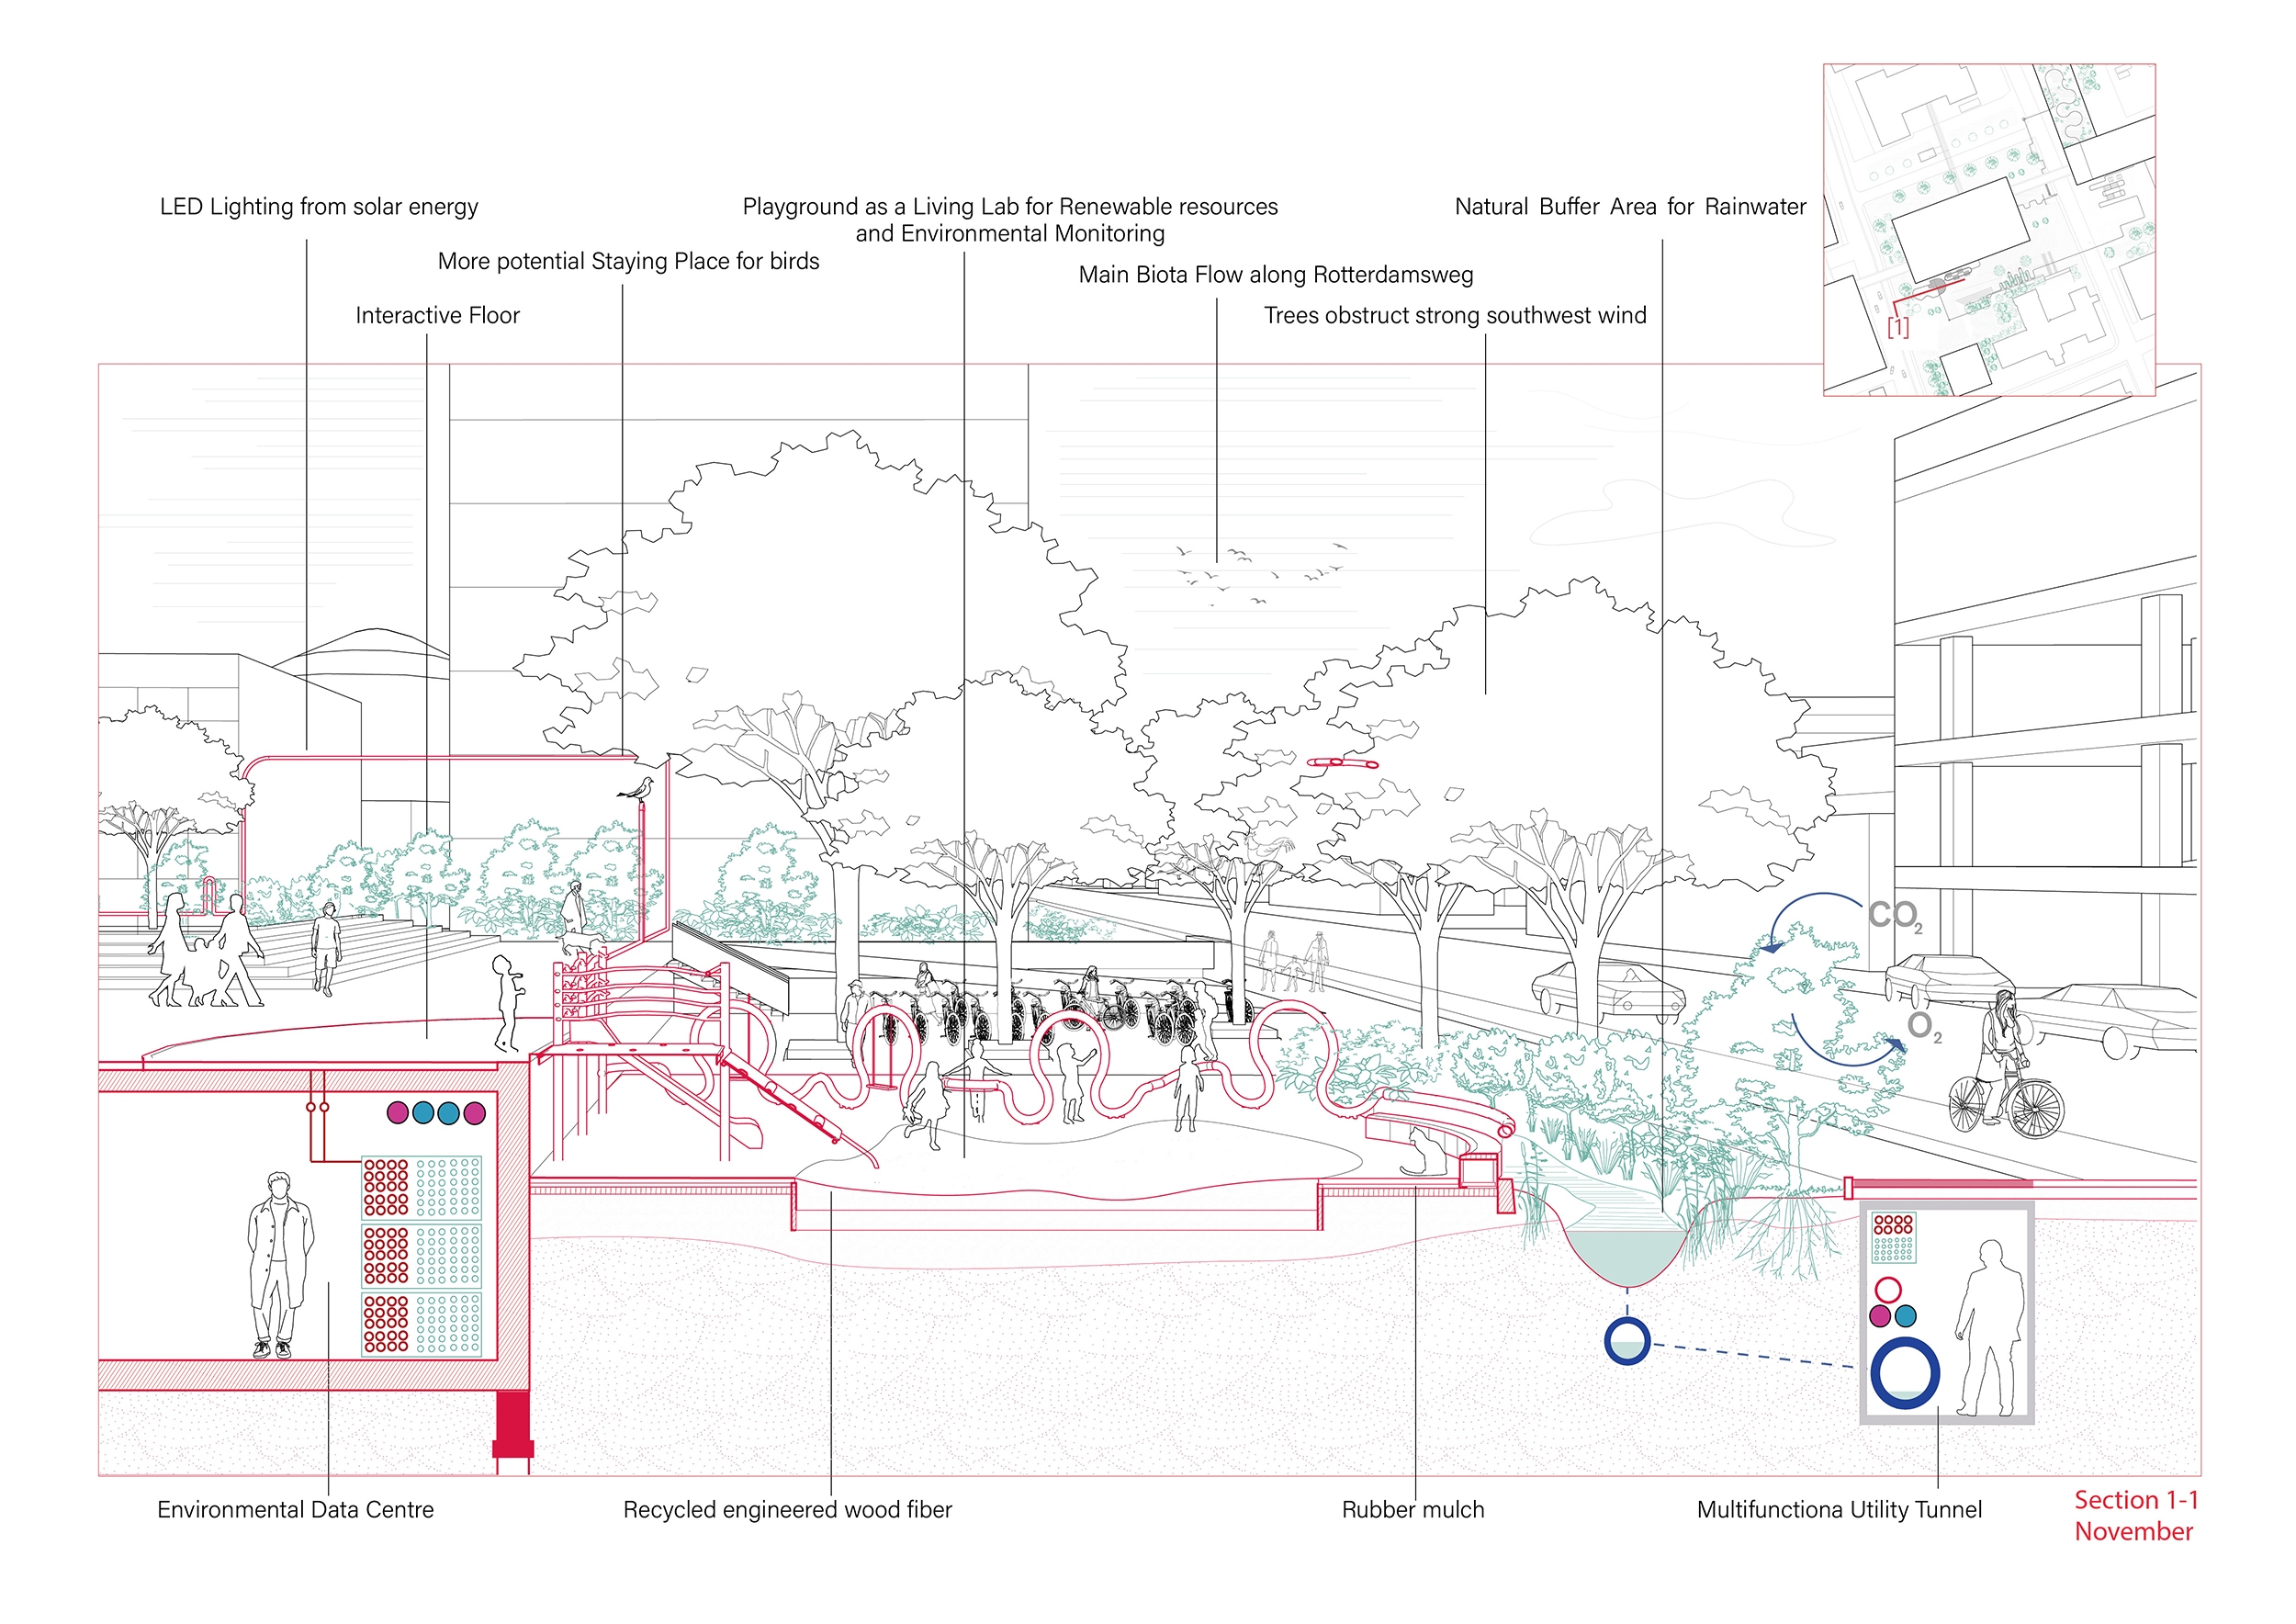 LED Lighting from solar energy
Playground as a Living Lab for Renewable resources
and Environmental Monitoring
Natural Buffer Area for Rainwater
More potential Staying Place for birds
Main Biota Flow along Rotterdamsweg
Interactive Floor
Trees obstruct strong southwest wind
[1]
CO2
O2
Environmental Data Centre
Recycled engineered wood fiber
Rubber mulch
Multifunctiona Utility Tunnel
Section 1-1
November